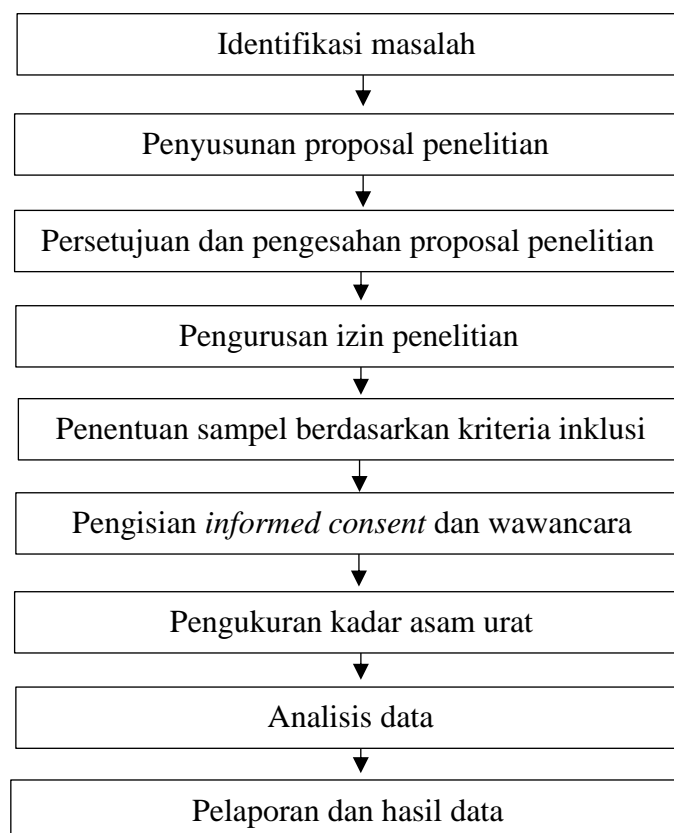 Identifikasi masalah
Penyusunan proposal penelitian
Persetujuan dan pengesahan proposal penelitian
Pengurusan izin penelitian
Penentuan sampel berdasarkan kriteria inklusi
Pengisian informed consent dan wawancara
Pengukuran kadar asam urat
Analisis data
Pelaporan dan hasil data